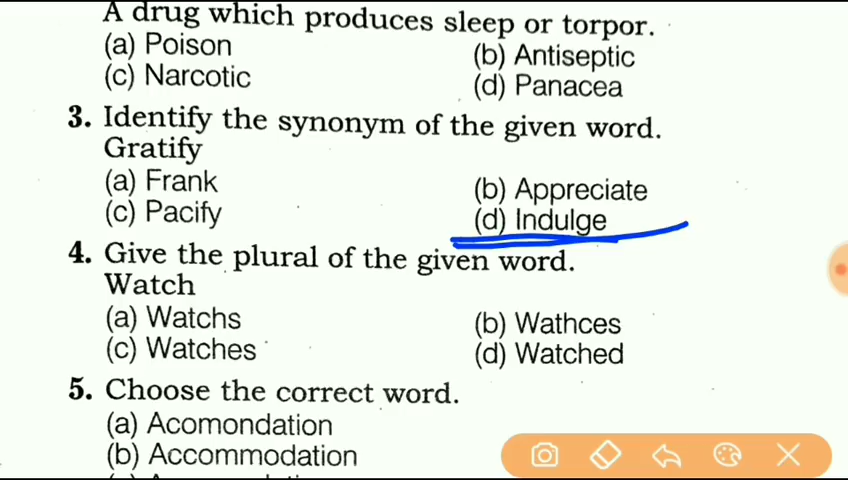 A drug which produces sleep or torpor.
(a) Poison (b) Antiseptic
(c) Narcotic (d) Panacea
3. Identify the synonym of the given word.
Gratify
(a) Frank (b) Appreciate
(c) Pacify (d) Indulge
4. Give the plural of the given word.
Watch
(a) Watchs (b) Wathces
(c) Watches (d) Watched
5. Choose the correct word.
(a) Acomondation
(b) Accommodation